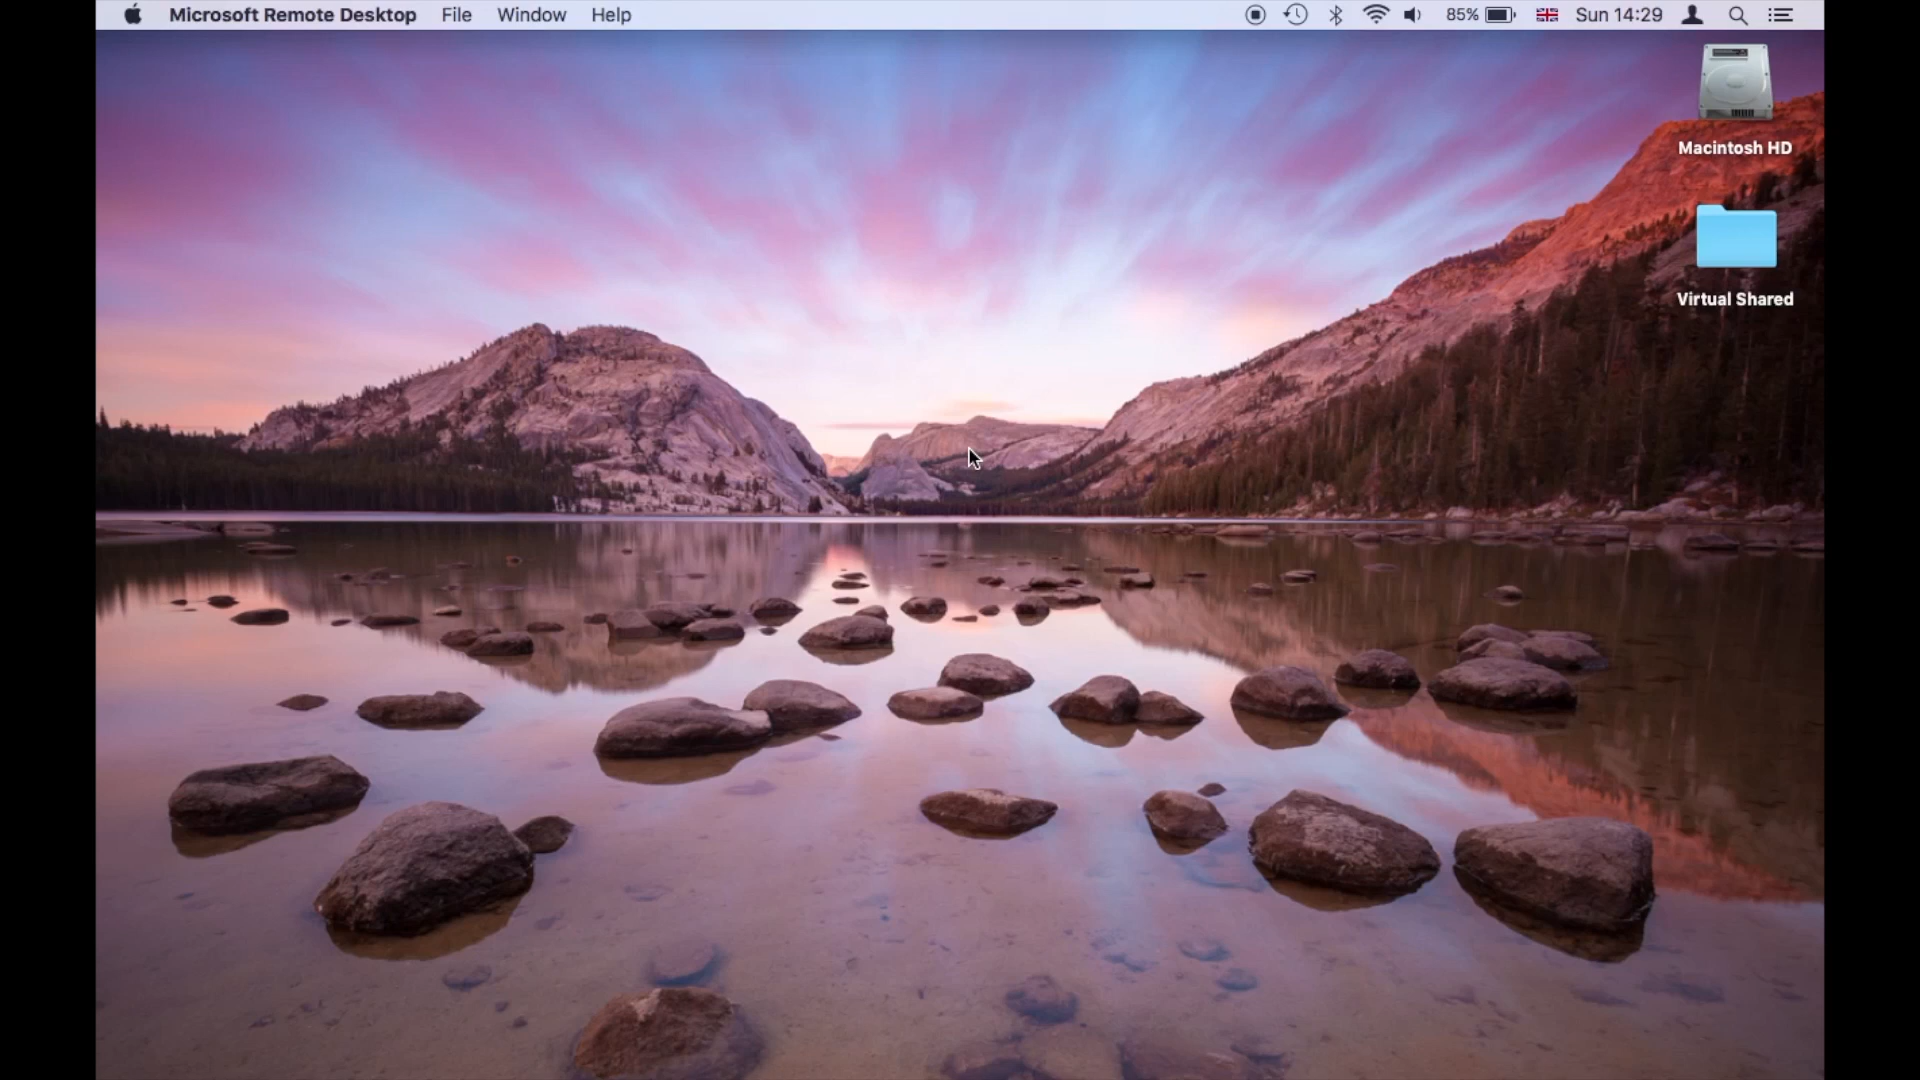 Microsoft Remote Desktop File Window Help 85% Sun 14:29
Macintosh HD
Virtual Shared